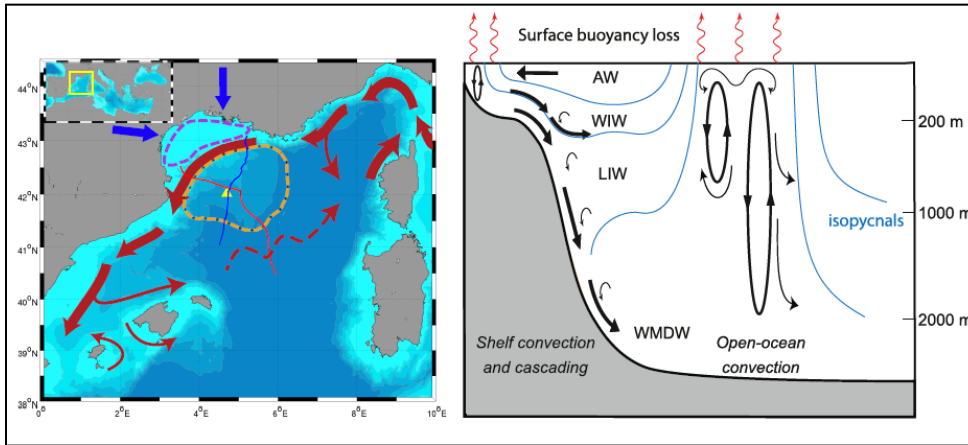 44°N
43°N
42°N
41°N
40°N
39°N
38°N
0°
2°E
4°E
6°E
8°E
10°E
Surface buoyancy loss
AW
WIW
LIW
WMDW
200 m
1000 m
2000 m
isopycnals
Shelf convection
and cascading
Open-ocean
convection